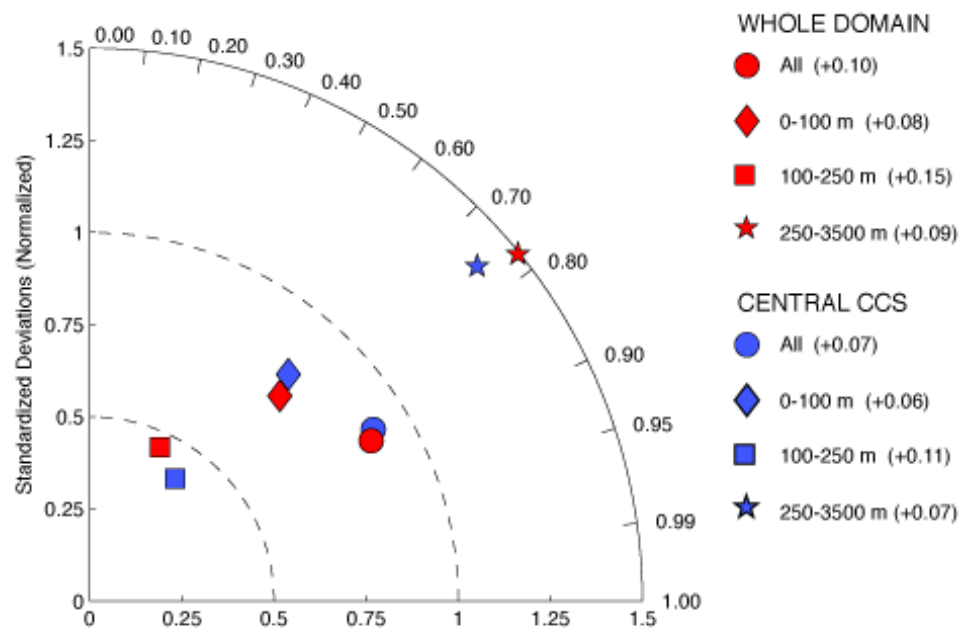 Standardized Deviations (Normalized)
1.5
1.25
1
0.75
0.5
0.25
0
0 0.25 0.5 0.75 1 1.25 1.5
0.00
0.10
0.20
0.30
0.40
0.50
0.60
0.70
0.80
0.90
0.95
0.99
1.00
WHOLE DOMAIN
All (+0.10)
0-100 m (+0.08)
100-250 m (+0.15)
250-3500 m (+0.09)
CENTRAL CCS
All (+0.07)
0-100 m (+0.06)
100-250 m (+0.11)
250-3500 m (+0.07)